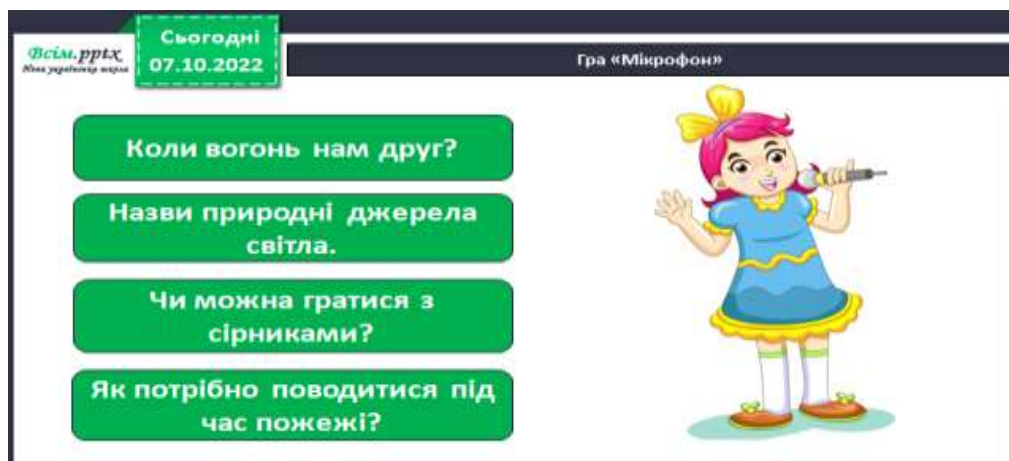 Всім.pptx
Нова українська школа
Сьогодні
07.10.2022
Гра «Мікрофон»
Коли вогонь нам друг?
Назви природні джерела
світла.
Чи можна гратися з
сірниками?
Як потрібно поводитися під
час пожежі?